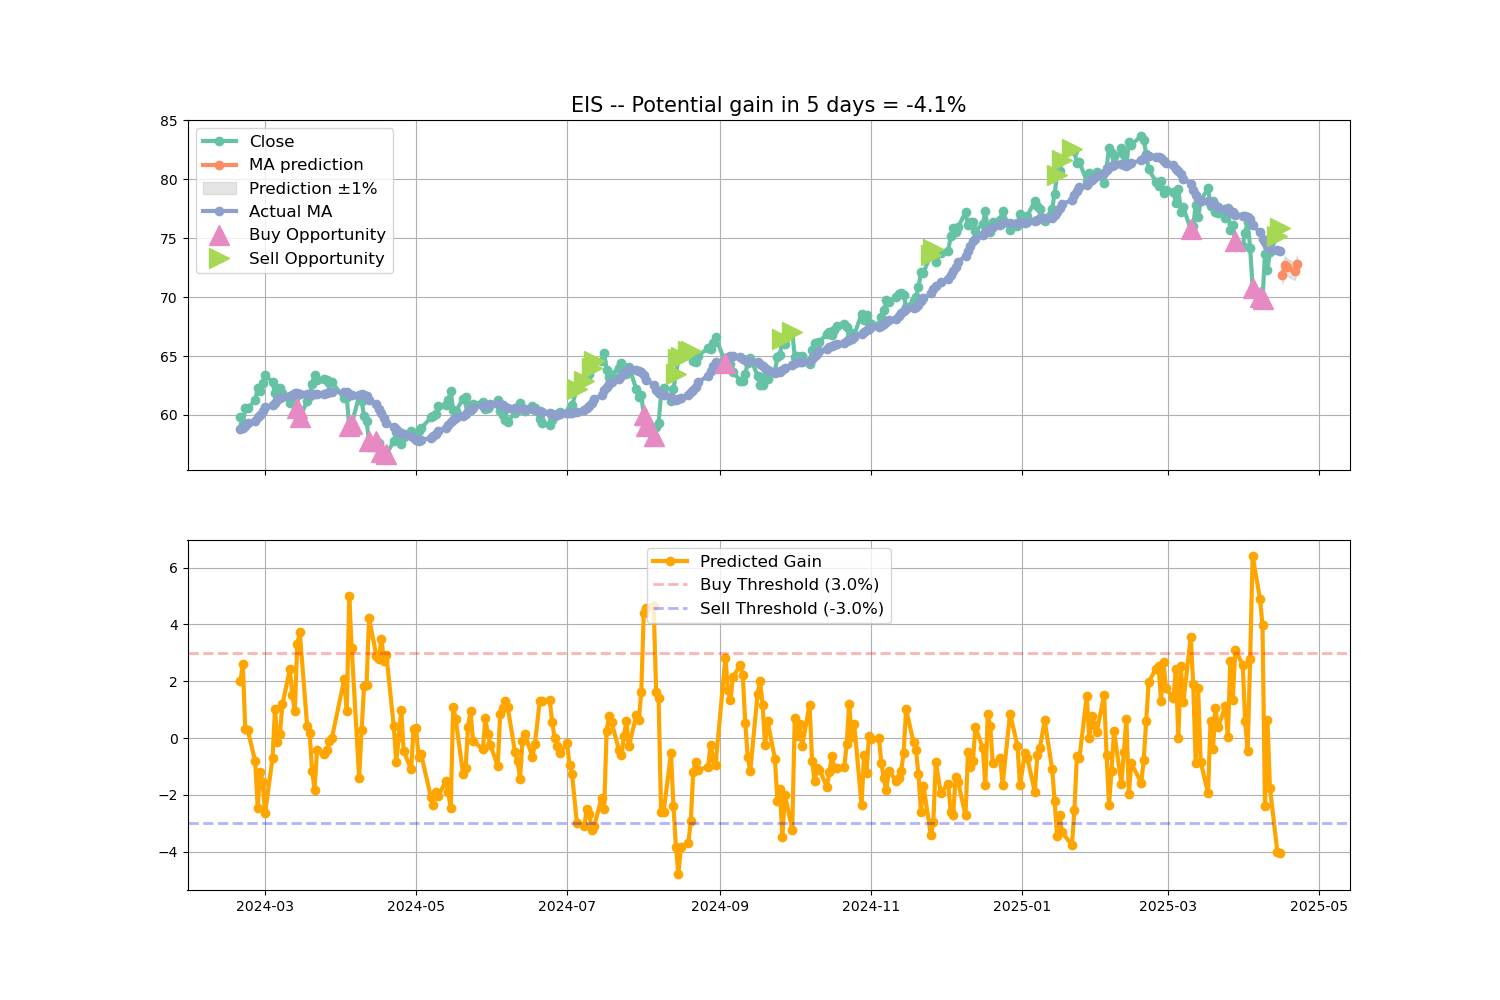 EIS -- Potential gain in 5 days = -4.1%
85
80
75
70
65
60
Close
MA prediction
Prediction ±1%
Actual MA
Buy Opportunity
Sell Opportunity
6
4
2
0
−2
−4
Predicted Gain
Buy Threshold (3.0%)
Sell Threshold (-3.0%)
2024-03 2024-05 2024-07 2024-09 2024-11 2025-01 2025-03 2025-05